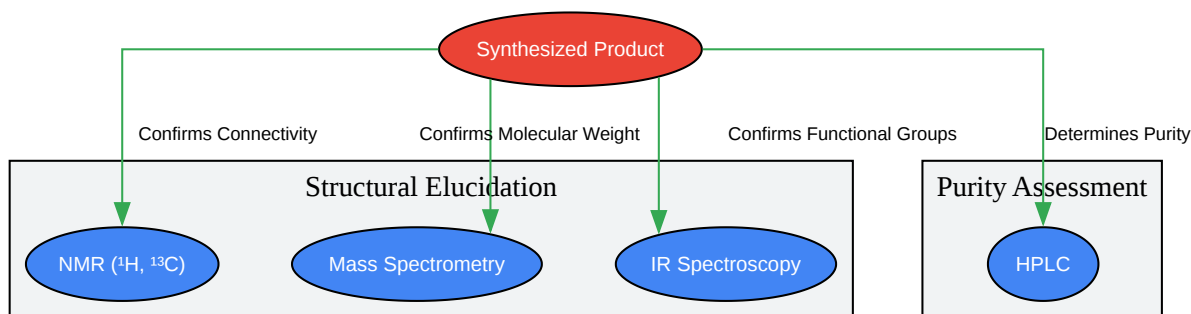 Synthesized Product
Confirms Connectivity
Confirms Molecular Weight
Confirms Functional Groups
Determines Purity
Structural Elucidation
Purity Assessment
NMR (¹H, ¹³C)
Mass Spectrometry
IR Spectroscopy
HPLC